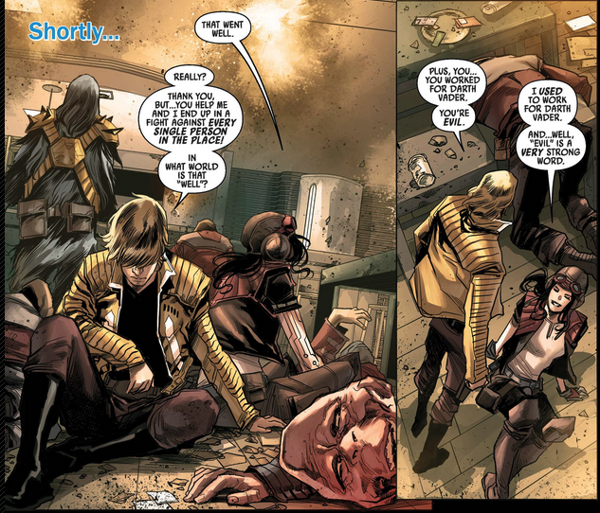 Shortly...
THAT WENT
WELL.
REALLY?
THANK YOU,
BUT...YOU HELP ME
AND I END UP IN A
FIGHT AGAINST EVERY
SINGLE PERSON
IN THE PLACE!
IN
WHAT WORLD
IS THAT
"WELL"?
PLUS, YOU...
YOU WORKED
FOR DARTH
VADER.
YOU'RE
EVIL.
I USED
TO WORK
FOR DARTH
VADER.
AND...WELL,
"EVIL" IS A
VERY STRONG
WORD.